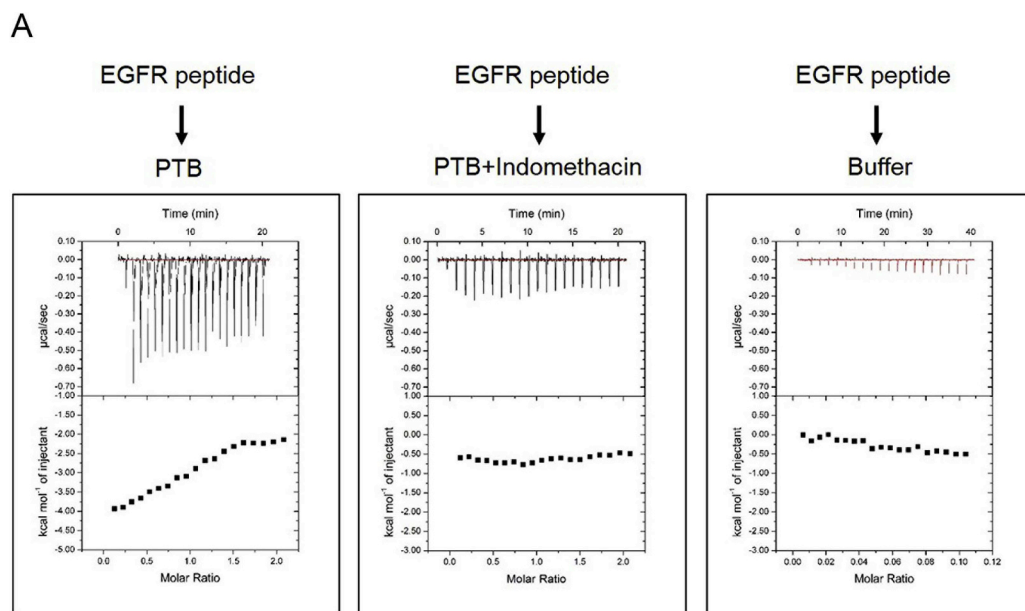 A
EGFR peptide
PTB
Time (min)
0 10 20
0.10
0.00
-0.10
-0.20
-0.30
-0.40
-0.50
-0.60
-0.70
µcal/sec
-1.00
-1.50
-2.00
-2.50
-3.00
-3.50
-4.00
-4.50
-5.00
kcal mol⁻¹ of injectant
0.0 0.5 1.0 1.5 2.0
Molar Ratio
EGFR peptide
PTB+Indomethacin
Time (min)
0 5 10 15 20
0.10
0.00
-0.10
-0.20
-0.30
-0.40
-0.50
-0.60
-0.70
µcal/sec
1.00
0.50
0.00
-0.50
-1.00
-1.50
-2.00
-2.50
-3.00
kcal mol⁻¹ of injectant
0.0 0.5 1.0 1.5 2.0
Molar Ratio
EGFR peptide
Buffer
Time (min)
0 10 20 30 40
0.10
0.00
-0.10
-0.20
-0.30
-0.40
-0.50
-0.60
-0.70
µcal/sec
1.00
0.50
0.00
-0.50
-1.00
-1.50
-2.00
-2.50
-3.00
kcal mol⁻¹ of injectant
0.00 0.02 0.04 0.06 0.08 0.10 0.12
Molar Ratio